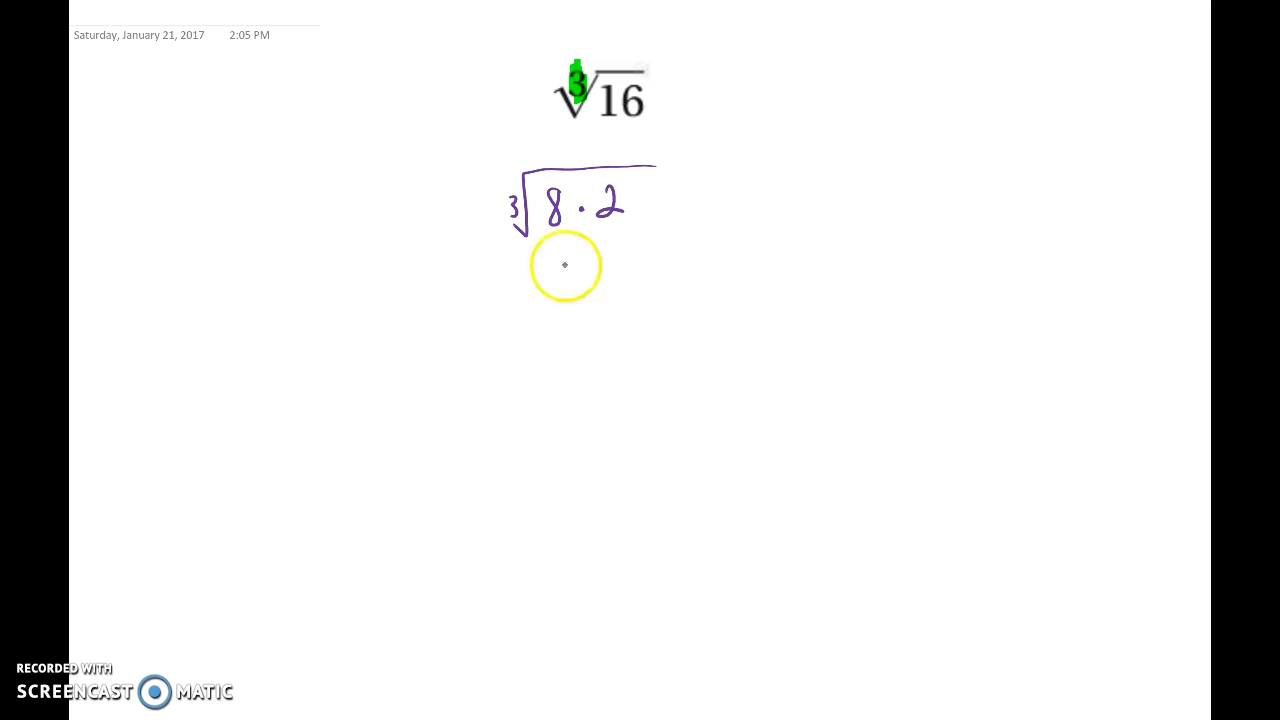 Saturday, January 21, 2017 2:05 PM
∛16
∛8 · 2
RECORDED WITH
SCREENCAST MATIC